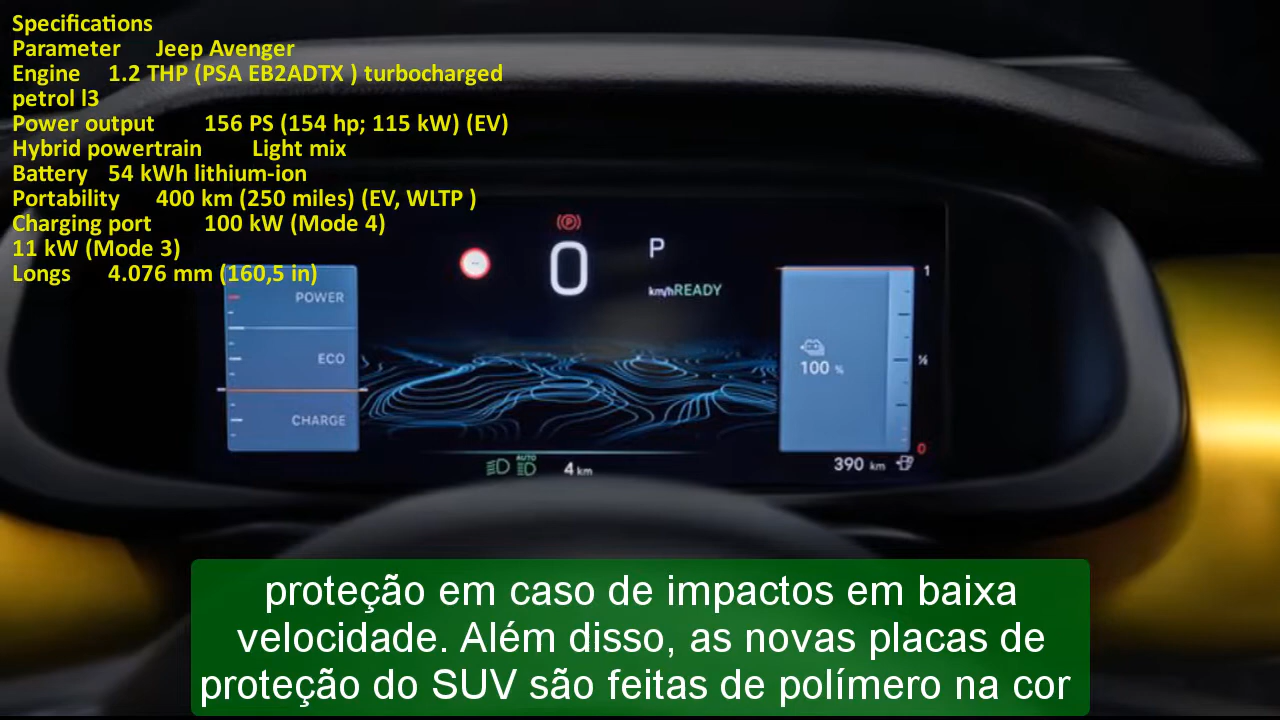 Specifications
Parameter Jeep Avenger
Engine 1.2 THP (PSA EB2ADTX ) turbocharged
petrol l3
Power output 156 PS (154 hp; 115 kW) (EV)
Hybrid powertrain Light mix
Battery 54 kWh lithium-ion
Portability 400 km (250 miles) (EV, WLTP )
Charging port 100 kW (Mode 4)
11 kW (Mode 3)
Longs 4.076 mm (160,5 in)
P
0 P
km/h READY
POWER
ECO
CHARGE
1
½
0
100 %
AUTO
4 km
390 km
proteção em caso de impactos em baixa
velocidade. Além disso, as novas placas de
proteção do SUV são feitas de polímero na cor